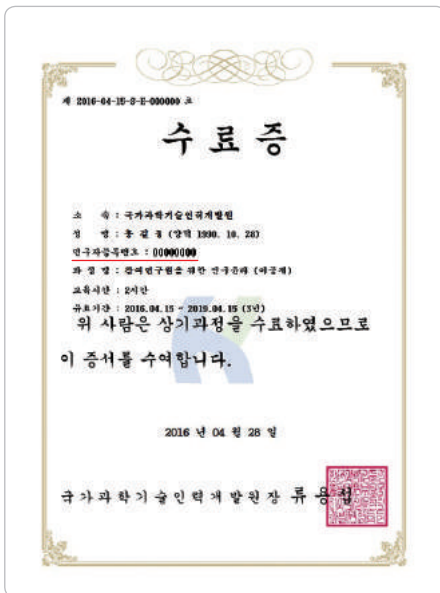 제 2016-04-15-S-E-000000 호
수료증
소 속 : 국가과학기술인력개발원
성 명 : 홍길동 (양력 1990. 10. 28)
연구자등록번호 : 00000000
과 정 명 : 참여연구원을 위한 연구윤리 (이공계)
교육시간 : 2시간
유효기간 : 2016.04.15 ~ 2019.04.15 (3년)
위 사람은 상기과정을 수료하였으므로
이 증서를 수여합니다.
2016 년 04 월 28 일
국가과학기술인력개발원장 류용섭